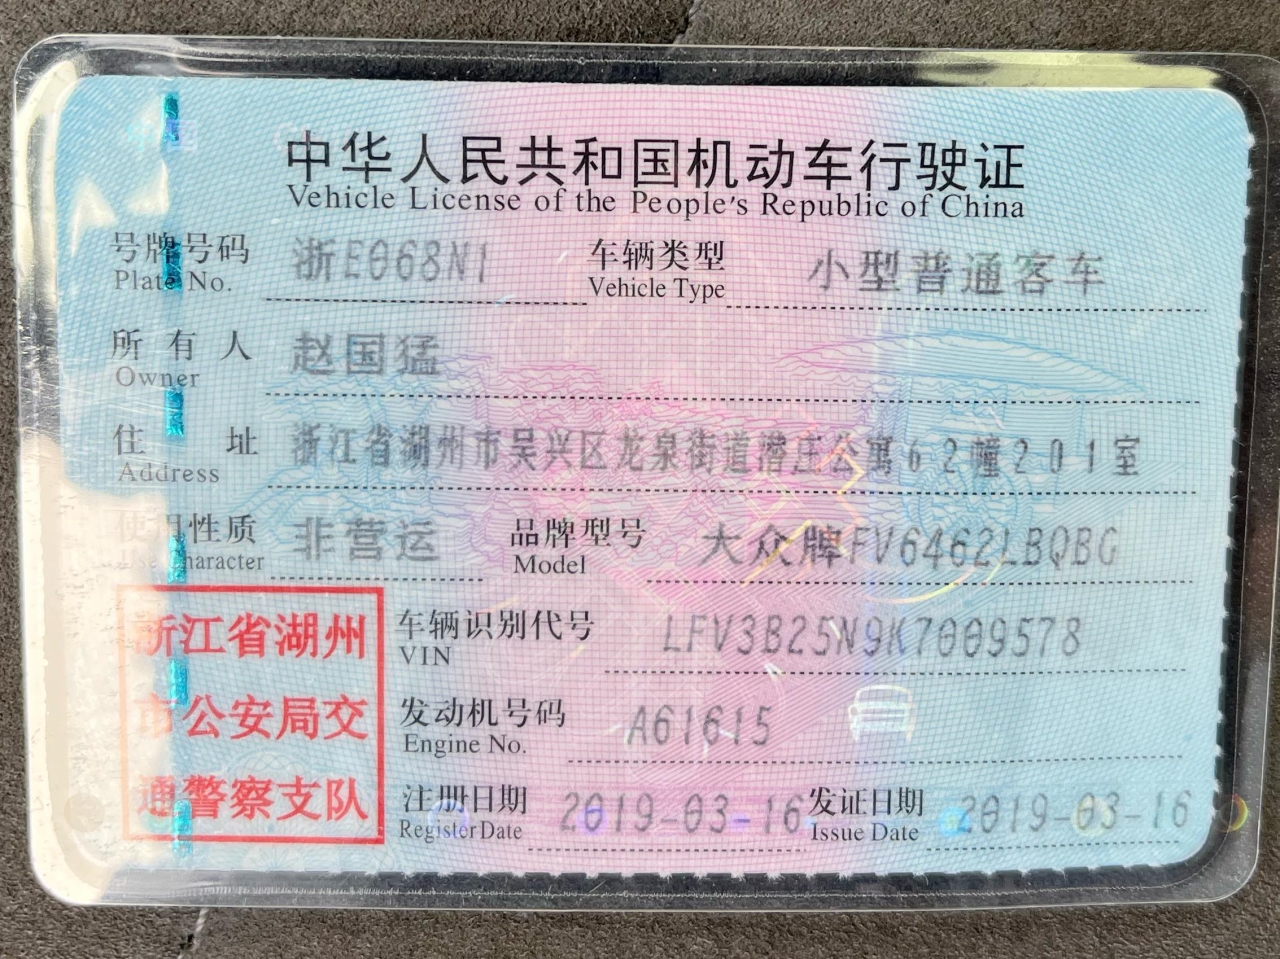 中华人民共和国机动车行驶证
Vehicle License of the People's Republic of China
号牌号码 浙E068N1 车辆类型 小型普通客车
Plate No. Vehicle Type
所有人 赵国猛
Owner
住址 浙江省湖州市吴兴区龙泉街道潜庄公寓62幢201室
Address
使用性质 非营运 品牌型号 大众牌FV6462LBQBG
Use Character Model
车辆识别代号 LFV3B25N9K7009578
VIN
发动机号码 A61615
Engine No.
注册日期 2019-03-16 发证日期 2019-03-16
Register Date Issue Date
浙江省湖州
市公安局交
通警察支队